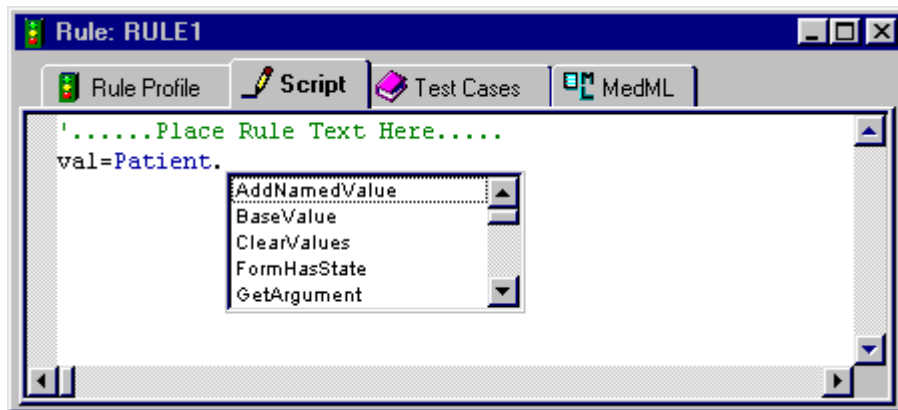 Rule: RULE1
Rule Profile Script Test Cases MedML
'......Place Rule Text Here.....
val=Patient.
AddNamedValue
BaseValue
ClearValues
FormHasState
GetArgument